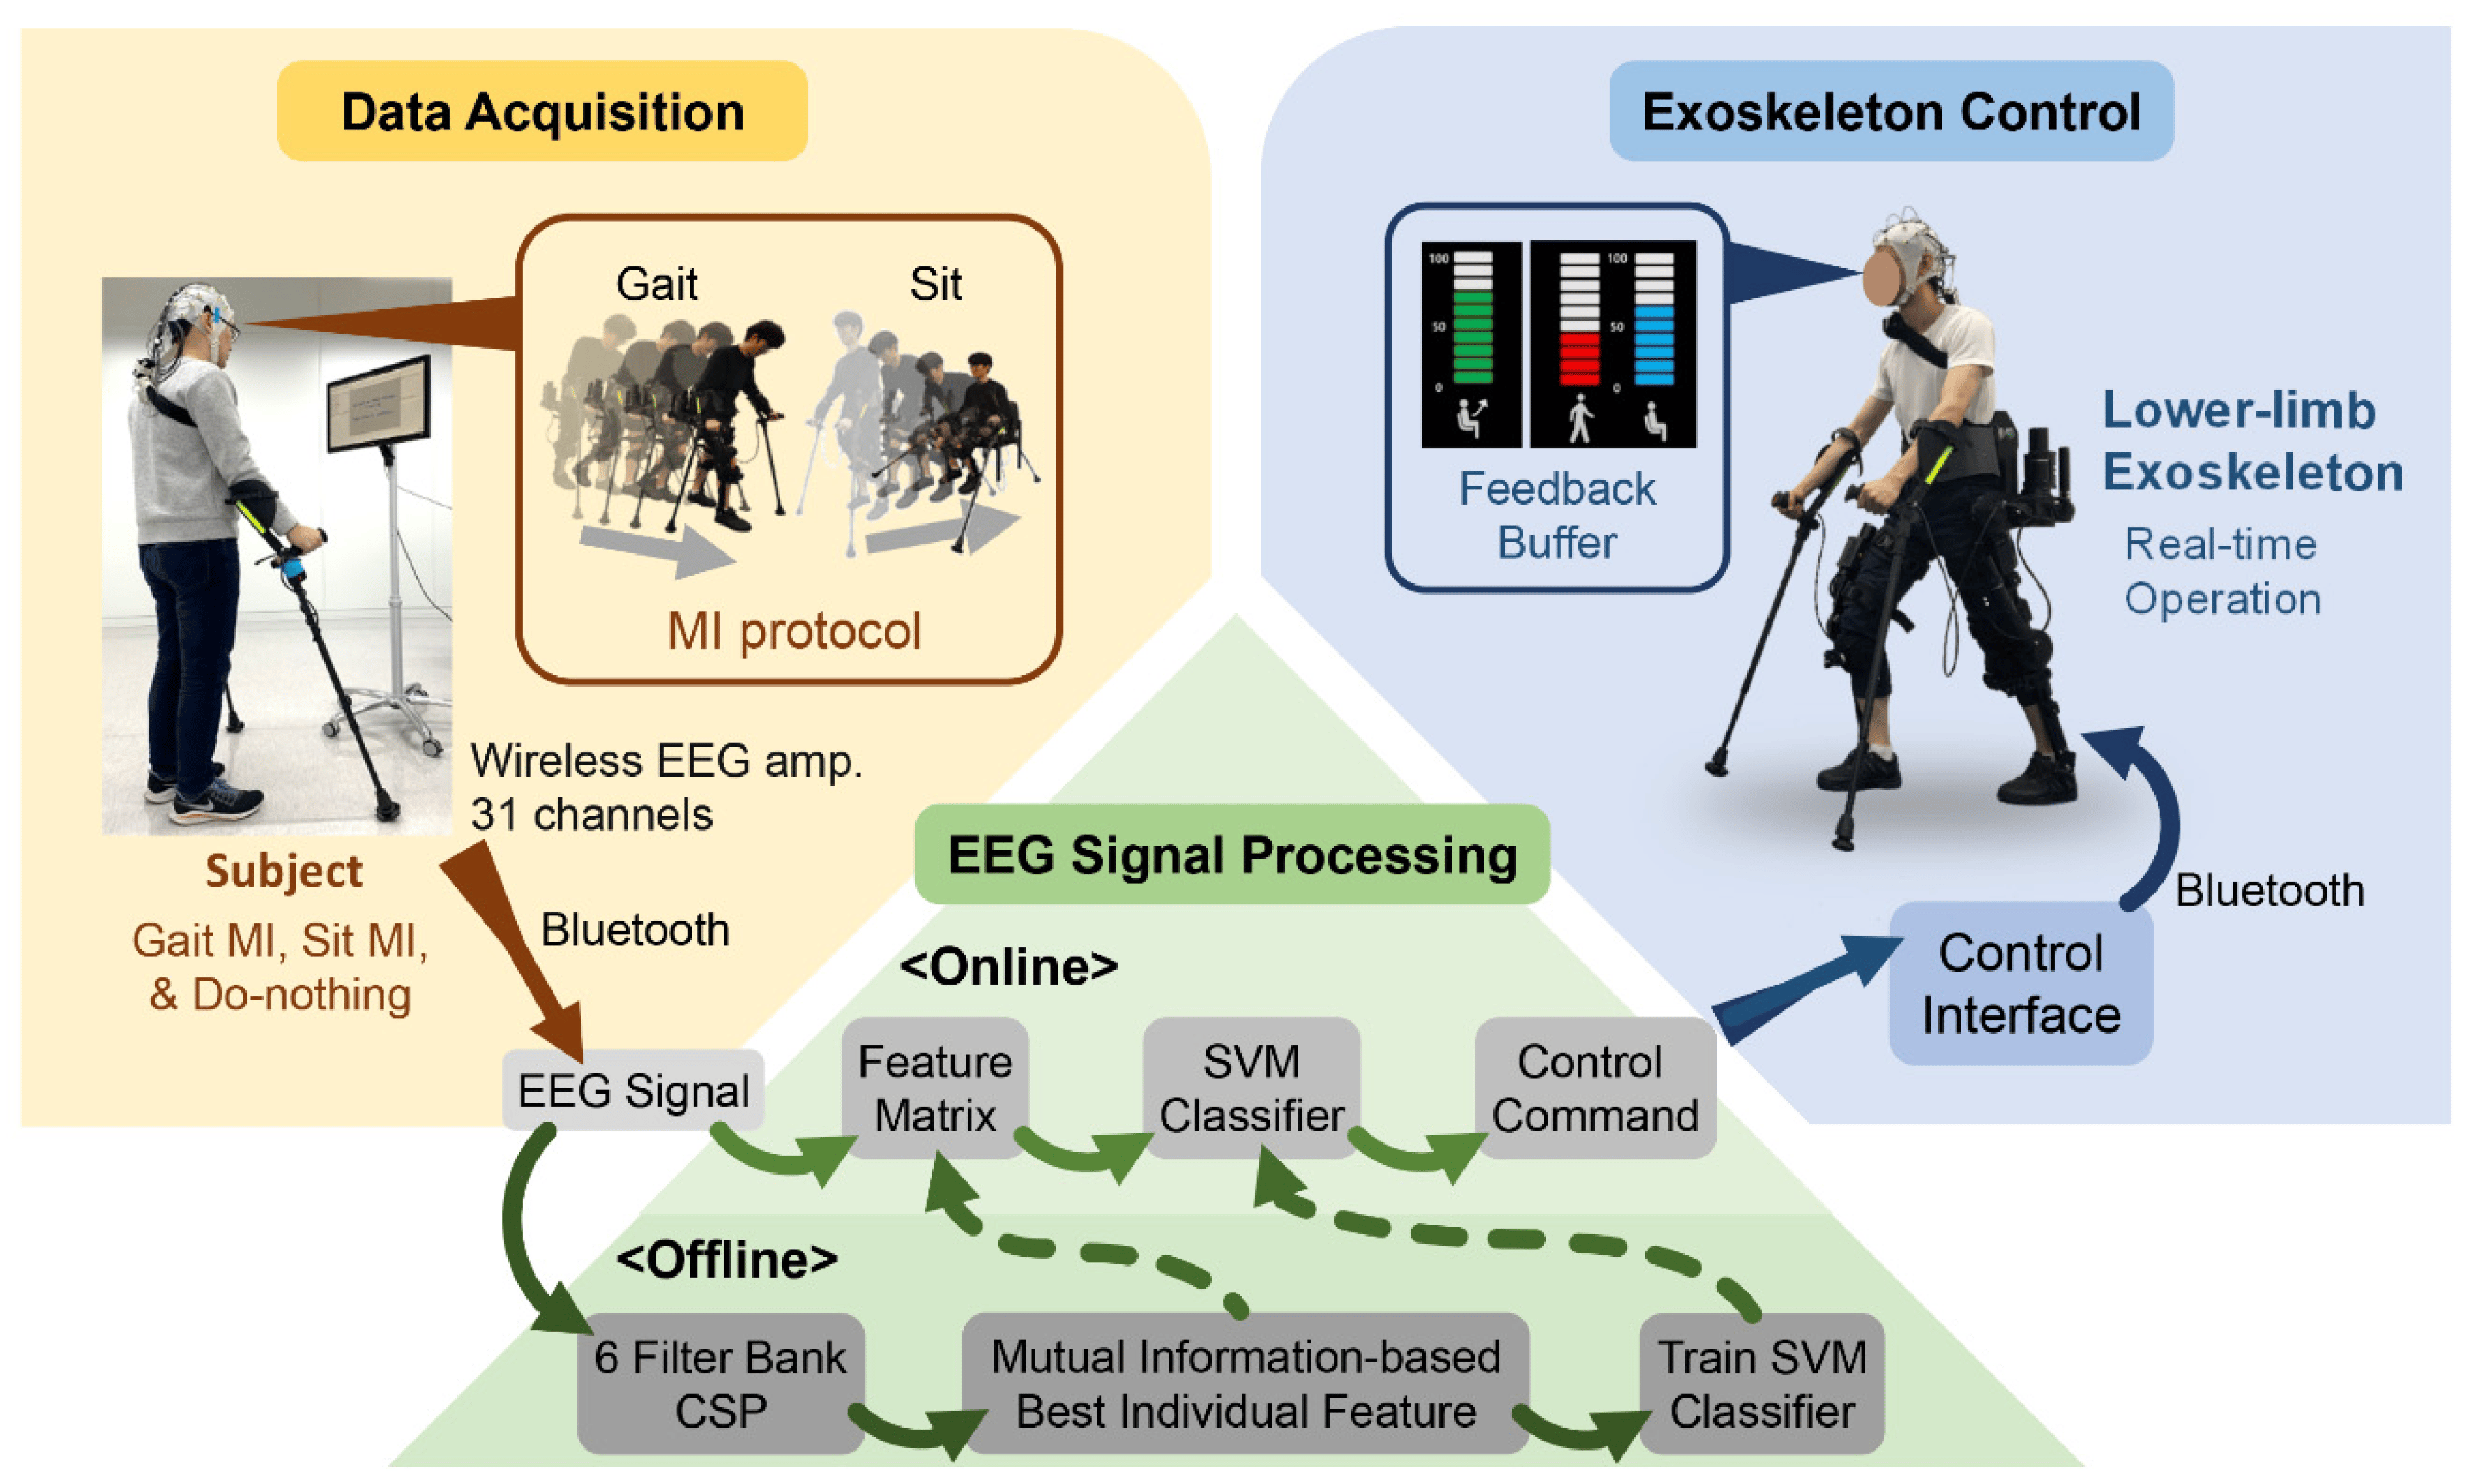 Data Acquisition
Gait
Sit
MI protocol
Wireless EEG amp.
31 channels
Subject
Gait MI, Sit MI,
& Do-nothing
Bluetooth
Exoskeleton Control
100
50
0
100
50
0
Feedback
Buffer
Lower-limb
Exoskeleton
Real-time
Operation
Bluetooth
Control
Interface
EEG Signal Processing
<Online>
EEG Signal
Feature
Matrix
SVM
Classifier
Control
Command
<Offline>
6 Filter Bank
CSP
Mutual Information-based
Best Individual Feature
Train SVM
Classifier